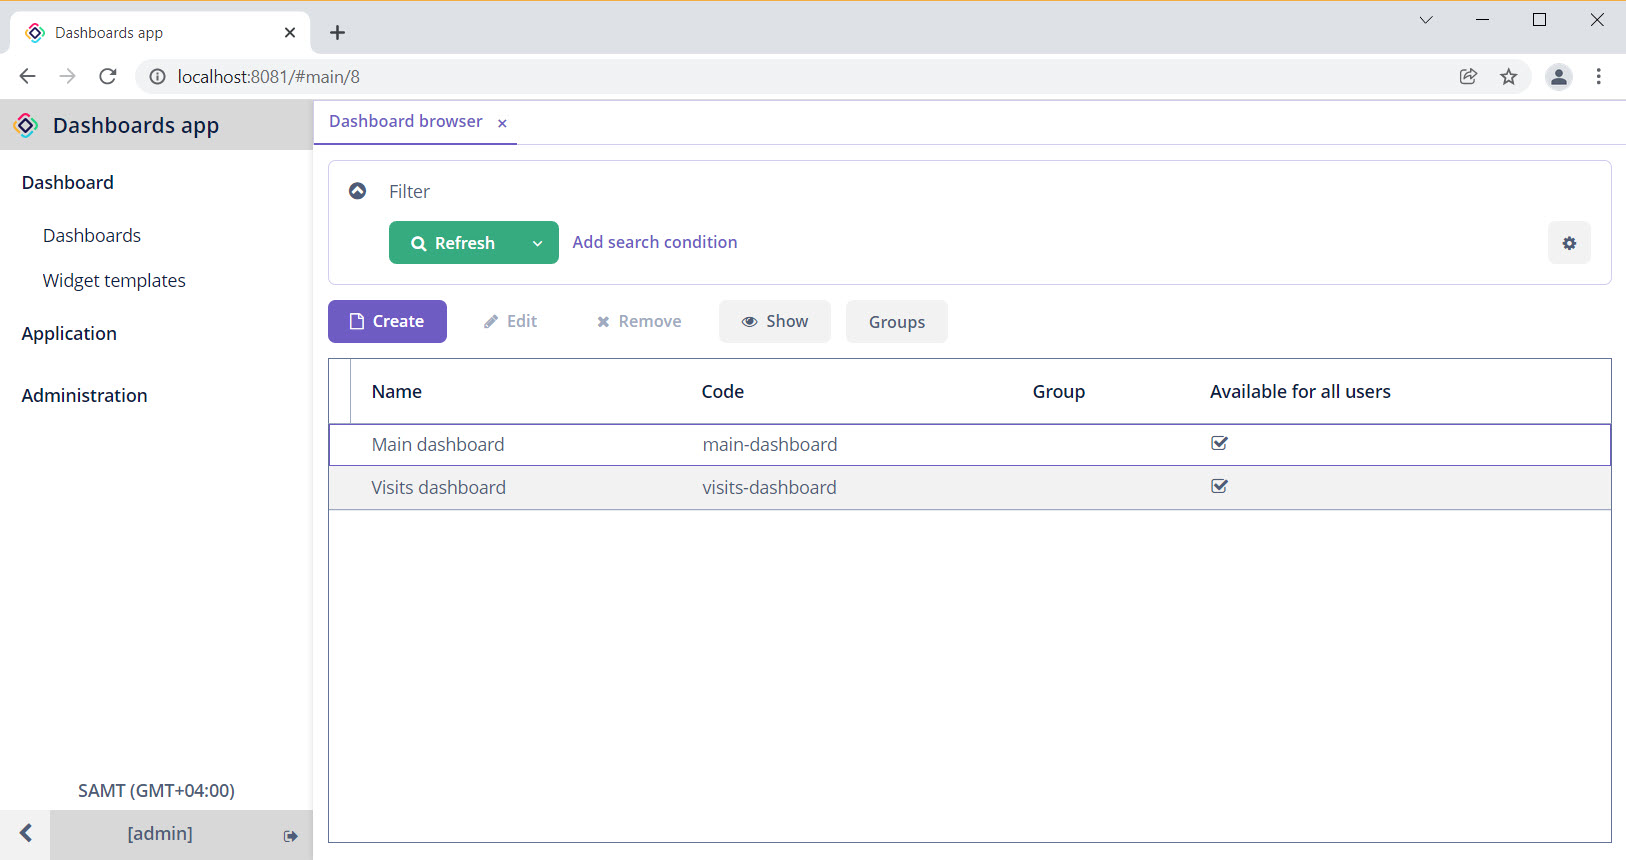 Dashboards app
localhost:8081/#main/8
Dashboards app
Dashboard
Dashboards
Widget templates
Application
Administration
SAMT (GMT+04:00)
[admin]
Dashboard browser
Filter
Refresh Add search condition
Create Edit Remove Show Groups
Name Code Group Available for all users
Main dashboard main-dashboard
Visits dashboard visits-dashboard